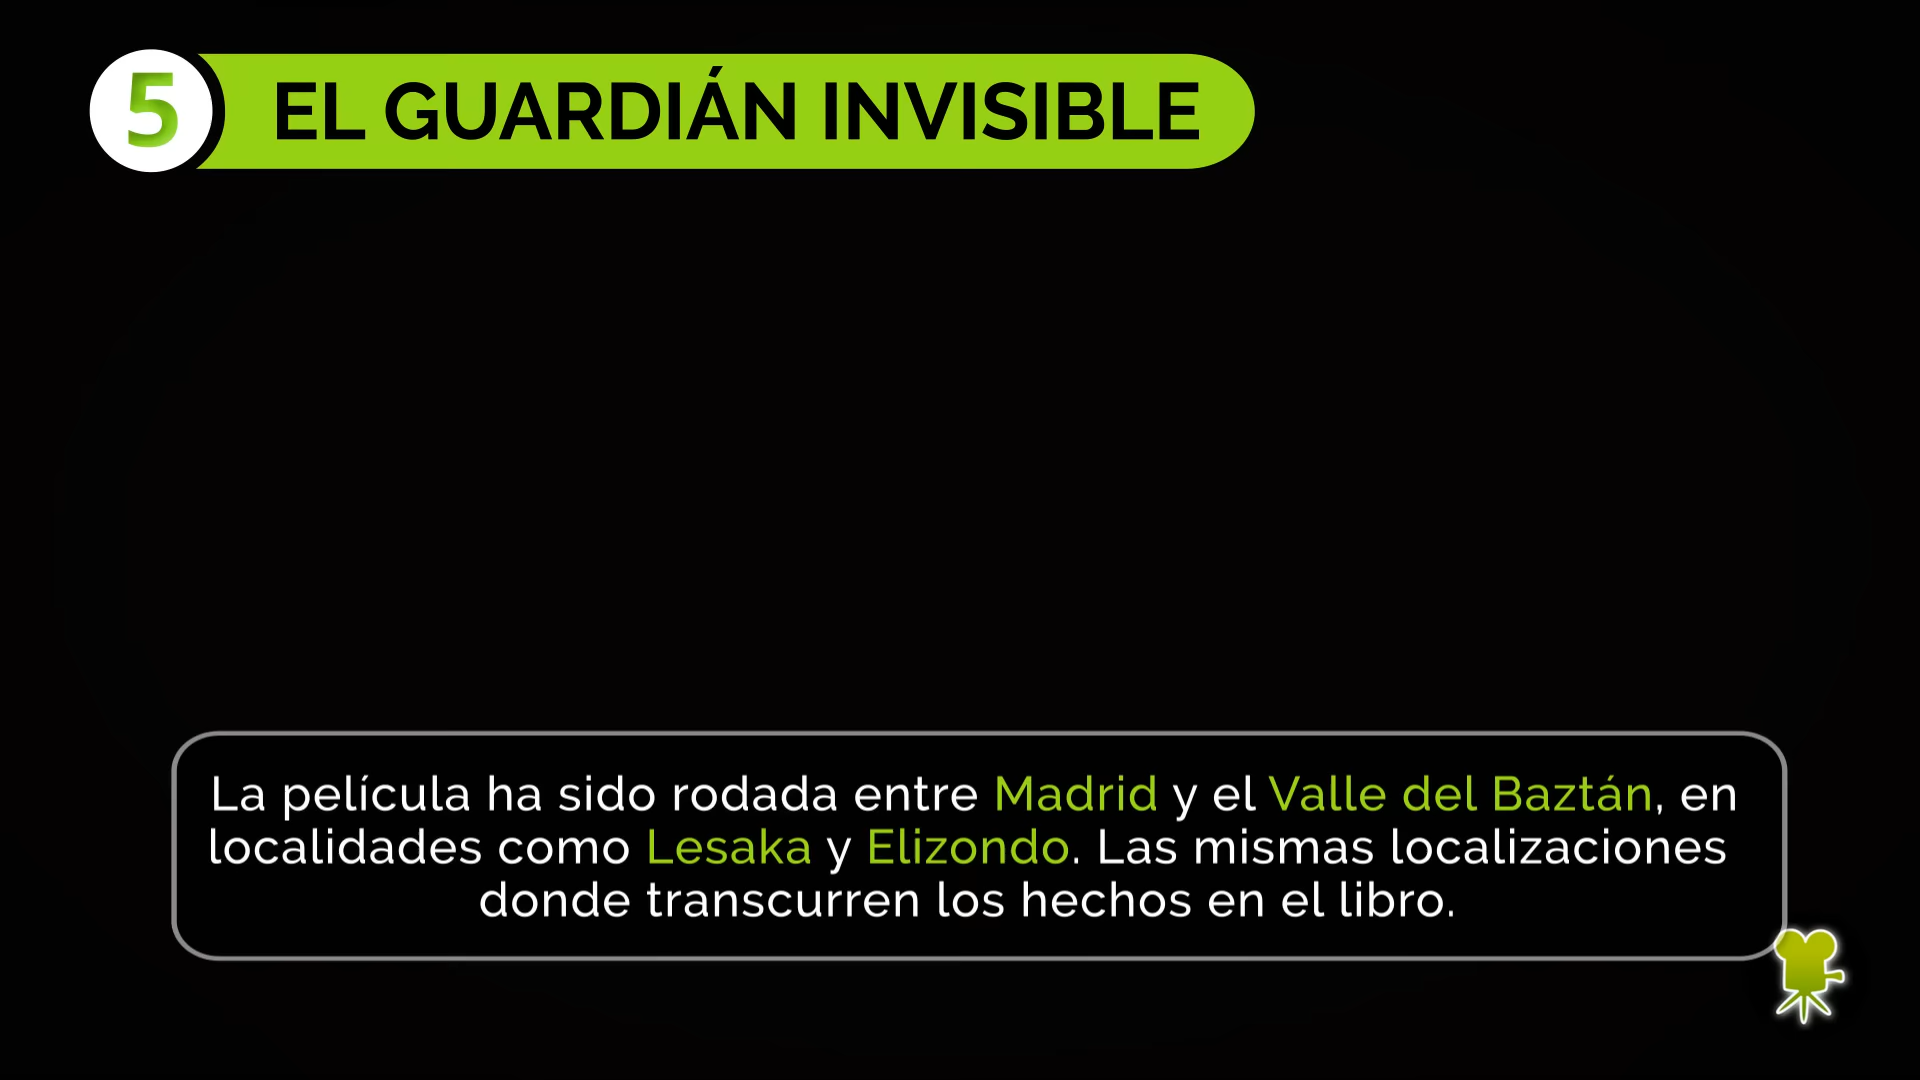 5
EL GUARDIÁN INVISIBLE
La película ha sido rodada entre Madrid y el Valle del Baztán, en
localidades como Lesaka y Elizondo. Las mismas localizaciones
donde transcurren los hechos en el libro.